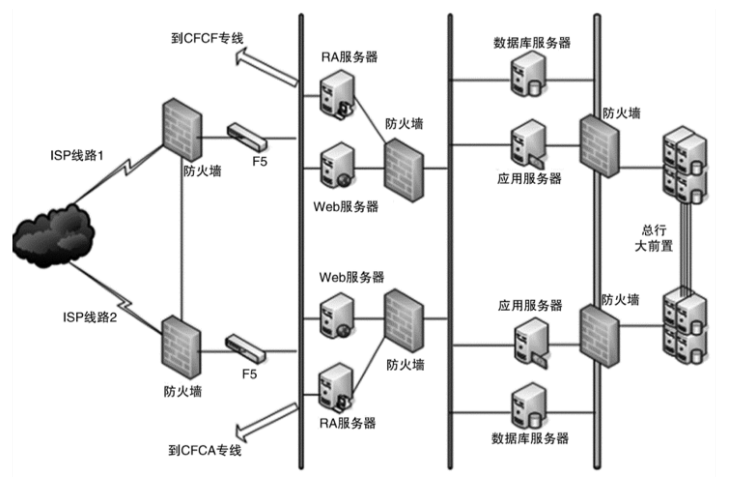 到CFCF专线
RA服务器
数据库服务器
防火墙
防火墙
ISP线路1
防火墙
F5
应用服务器
Web服务器
总行
大前置
Web服务器
ISP线路2
应用服务器
防火墙
防火墙
F5
防火墙
RA服务器
数据库服务器
到CFCA专线